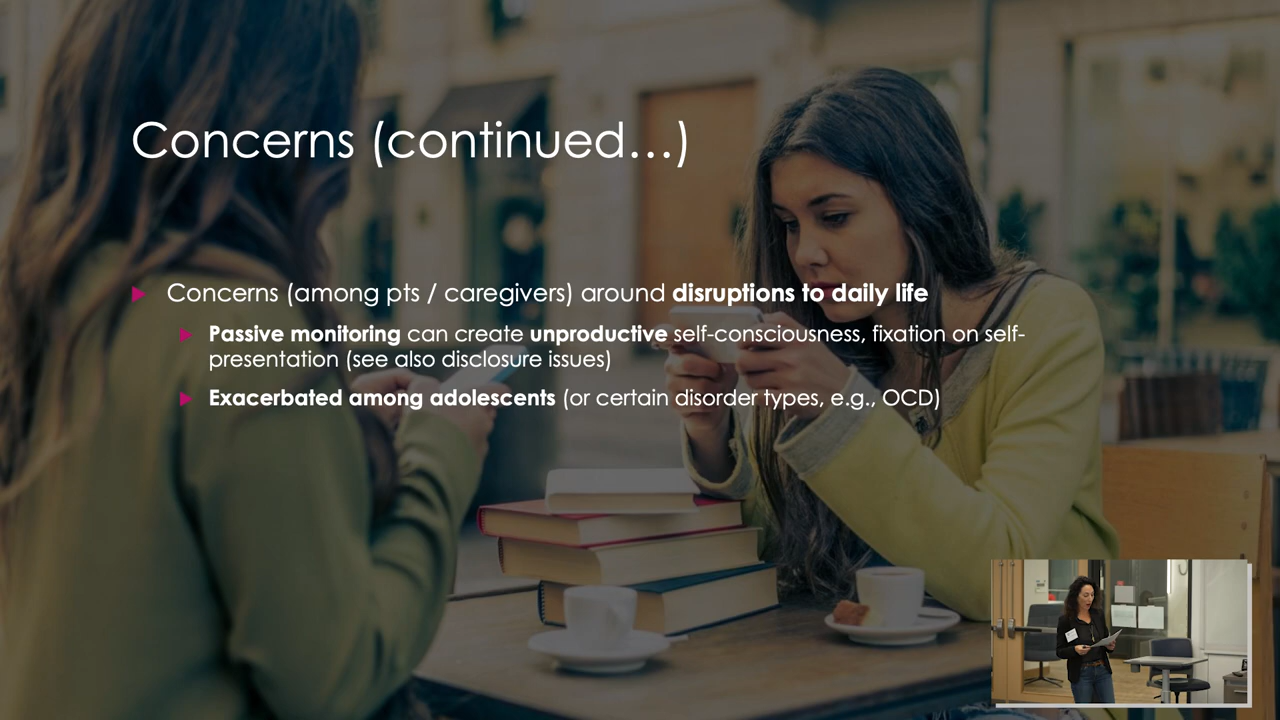 Concerns (continued…)
Concerns (among pts / caregivers) around disruptions to daily life
Passive monitoring can create unproductive self-consciousness, fixation on self-
presentation (see also disclosure issues)
Exacerbated among adolescents (or certain disorder types, e.g., OCD)